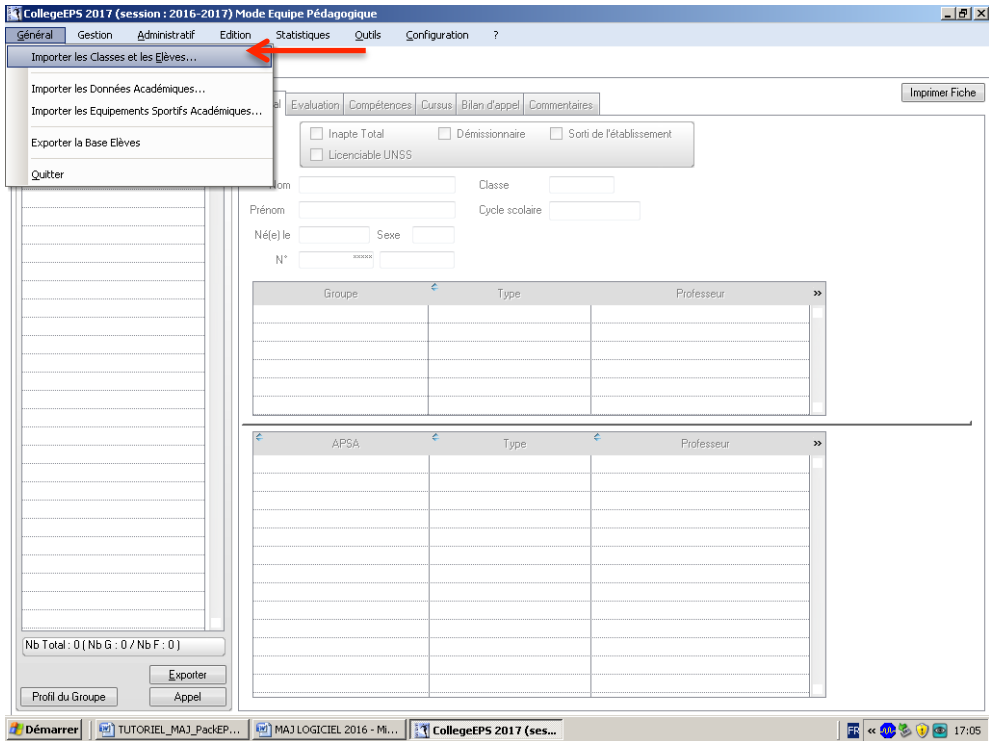 CollegeEPS 2017 (session : 2016-2017) Mode Equipe Pédagogique
Général Gestion Administratif Edition Statistiques Outils Configuration ?
Importer les Classes et les Elèves...
Importer les Données Académiques...
Importer les Equipements Sportifs Académiques...
Exporter la Base Elèves
Quitter
Imprimer Fiche
al Evaluation Compétences Cursus Bilan d'appel Commentaires
Inapte Total Démissionnaire Sorti de l'établissement
Licenciable UNSS
Nom Classe
Prénom Cycle scolaire
Né(e) le Sexe
N° xxxxx
Groupe Type Professeur »
APSA Type Professeur »
Nb Total : 0 ( Nb G : 0 / Nb F : 0 )
Exporter
Profil du Groupe Appel
Démarrer TUTORIEL_MAJ_PackEP... MAJ LOGICIEL 2016 - Mi... CollegeEPS 2017 (ses... FR « 17:05